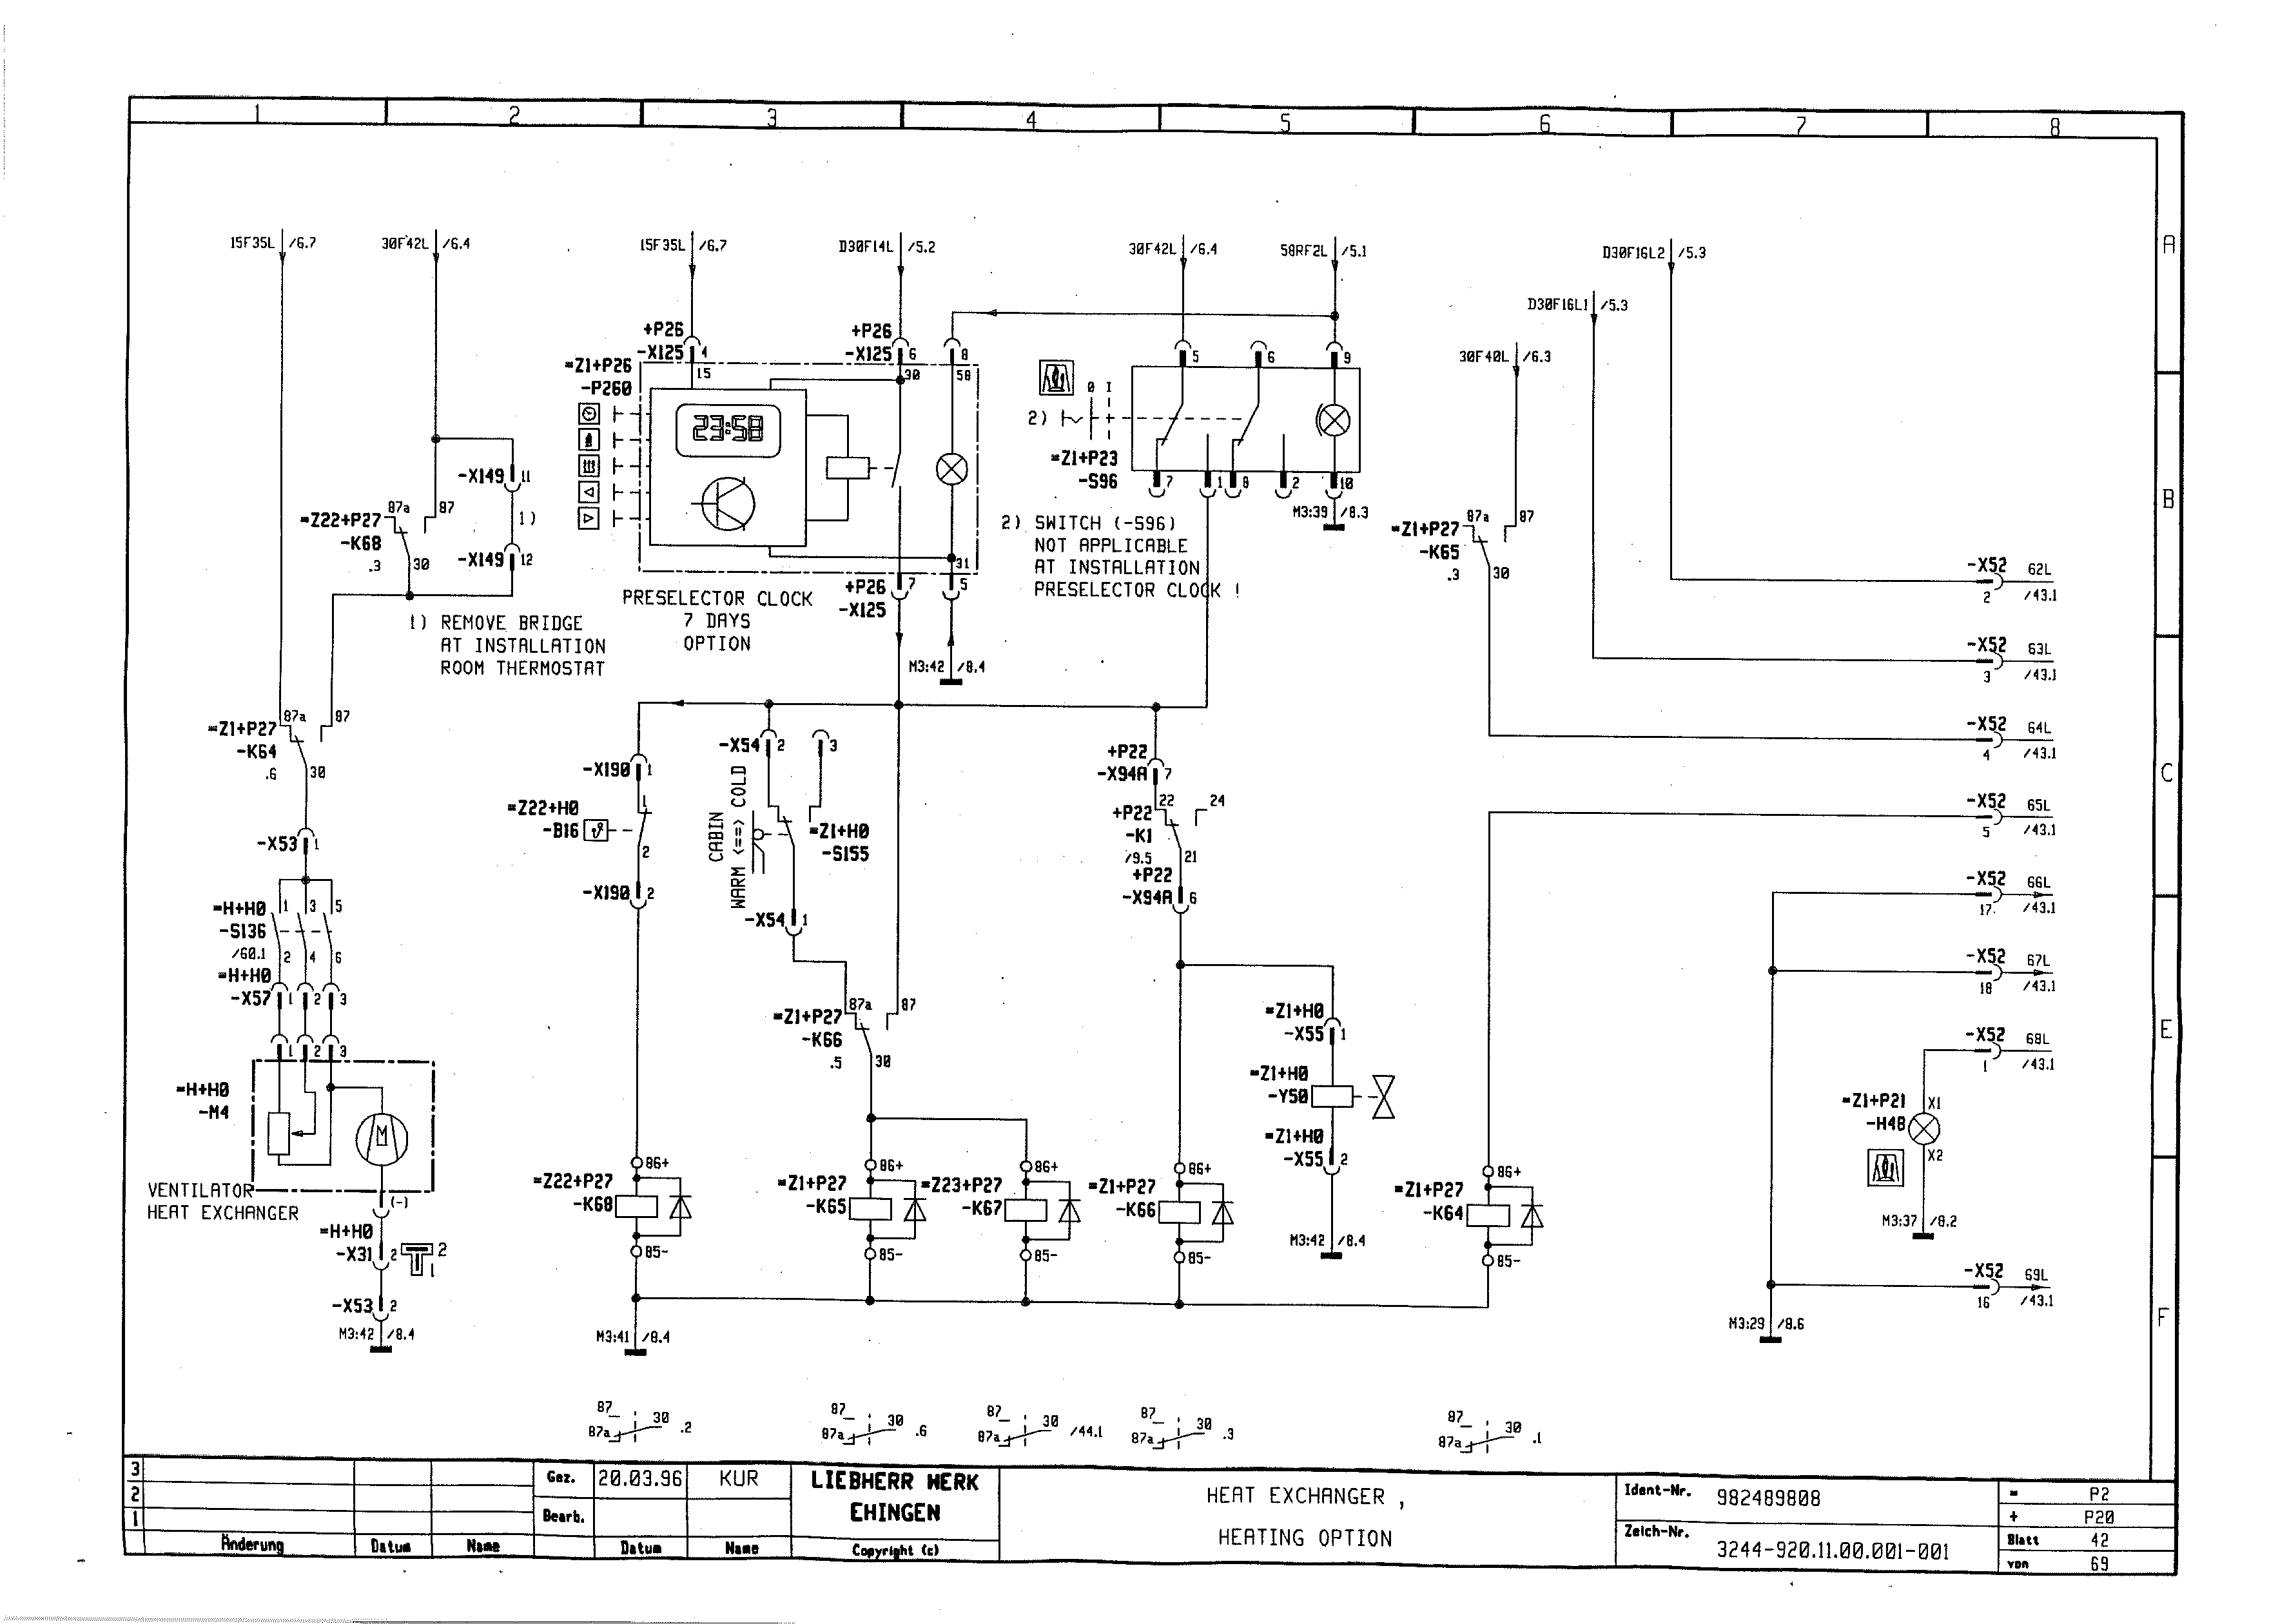 1 2 3 4 5 6 7 8
A
B
C
E
F
15F35L /6.7
30F42L /6.4
15F35L /6.7
D30F14L /5.2
30F42L /6.4
58RF2L /5.1
D30F16L2 /5.3
D30F16L1 /5.3
30F40L /6.3
+P26
-X125 4
15
+P26
-X125 6
30
8
58
=Z1+P26
-P260
23:58
31
+P26 7
-X125
5
M3:42 /8.4
PRESELECTOR CLOCK
7 DAYS
OPTION
5 6 9
0 I
2)
=Z1+P23
-S96
7 1 8 2 10
M3:39 /8.3
2) SWITCH (-S96)
NOT APPLICABLE
AT INSTALLATION
PRESELECTOR CLOCK !
-X149 11
1)
-X149 12
87a 87
=Z22+P27
-K68
.3 30
1) REMOVE BRIDGE
AT INSTALLATION
ROOM THERMOSTAT
87a 87
=Z1+P27
-K65
.3 30
-X52 62L
2 /43.1
-X52 63L
3 /43.1
-X52 64L
4 /43.1
-X52 65L
5 /43.1
-X52 66L
17 /43.1
-X52 67L
18 /43.1
-X52 68L
1 /43.1
-X52 69L
16 /43.1
87a 87
=Z1+P27
-K64
.6 30
-X53 1
=H+H0 1 3 5
-S136
/60.1 2 4 6
=H+H0
-X57 1 2 3
1 2 3
=H+H0
-M4
M
VENTILATOR
HEAT EXCHANGER
(-)
=H+H0
-X31 2
2
1
-X53 2
M3:42 /8.4
-X190 1
=Z22+H0 1
-B16
2
-X190 2
-X54 2 3
CABIN
WARM <==> COLD
=Z1+H0
-S155
-X54 1
87a 87
=Z1+P27
-K66
.5 30
+P22
-X94A 7
22 24
+P22
-K1
/9.5 21
+P22
-X94A 6
=Z1+H0
-X55 1
=Z1+H0
-Y50
=Z1+H0
-X55 2
M3:42 /8.4
86+
=Z22+P27
-K68
85-
86+
=Z1+P27
-K65
85-
86+
=Z23+P27
-K67
85-
86+
=Z1+P27
-K66
85-
86+
=Z1+P27
-K64
85-
M3:41 /8.4
=Z1+P21 X1
-H48
X2
M3:37 /8.2
M3:29 /8.6
87 30
87a .2
87 30
87a .6
87 30
87a /44.1
87 30
87a .3
87 30
87a .1
3
2
1
Änderung Datum Name
Gez. 20.03.96 KUR
Bearb.
Datum Name
LIEBHERR WERK
EHINGEN
Copyright (c)
HEAT EXCHANGER ,
HEATING OPTION
Ident-Nr. 982489808
Zeich-Nr. 3244-920.11.00.001-001
= P2
+ P20
Blatt 42
von 69